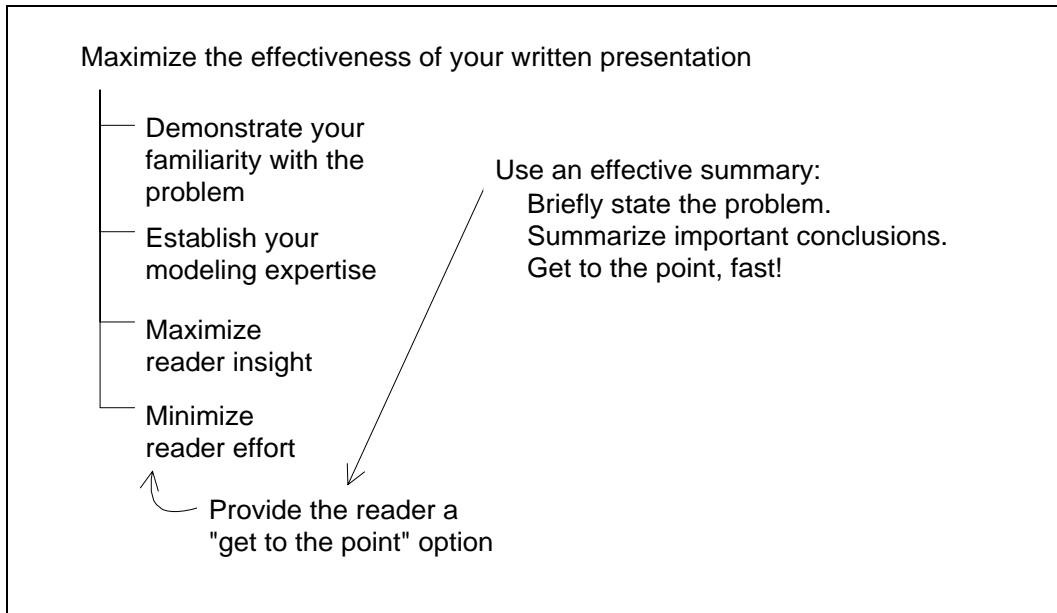 Maximize the effectiveness of your written presentation
Demonstrate your
familiarity with the
problem
Establish your
modeling expertise
Maximize
reader insight
Minimize
reader effort
Use an effective summary:
Briefly state the problem.
Summarize important conclusions.
Get to the point, fast!
Provide the reader a
"get to the point" option